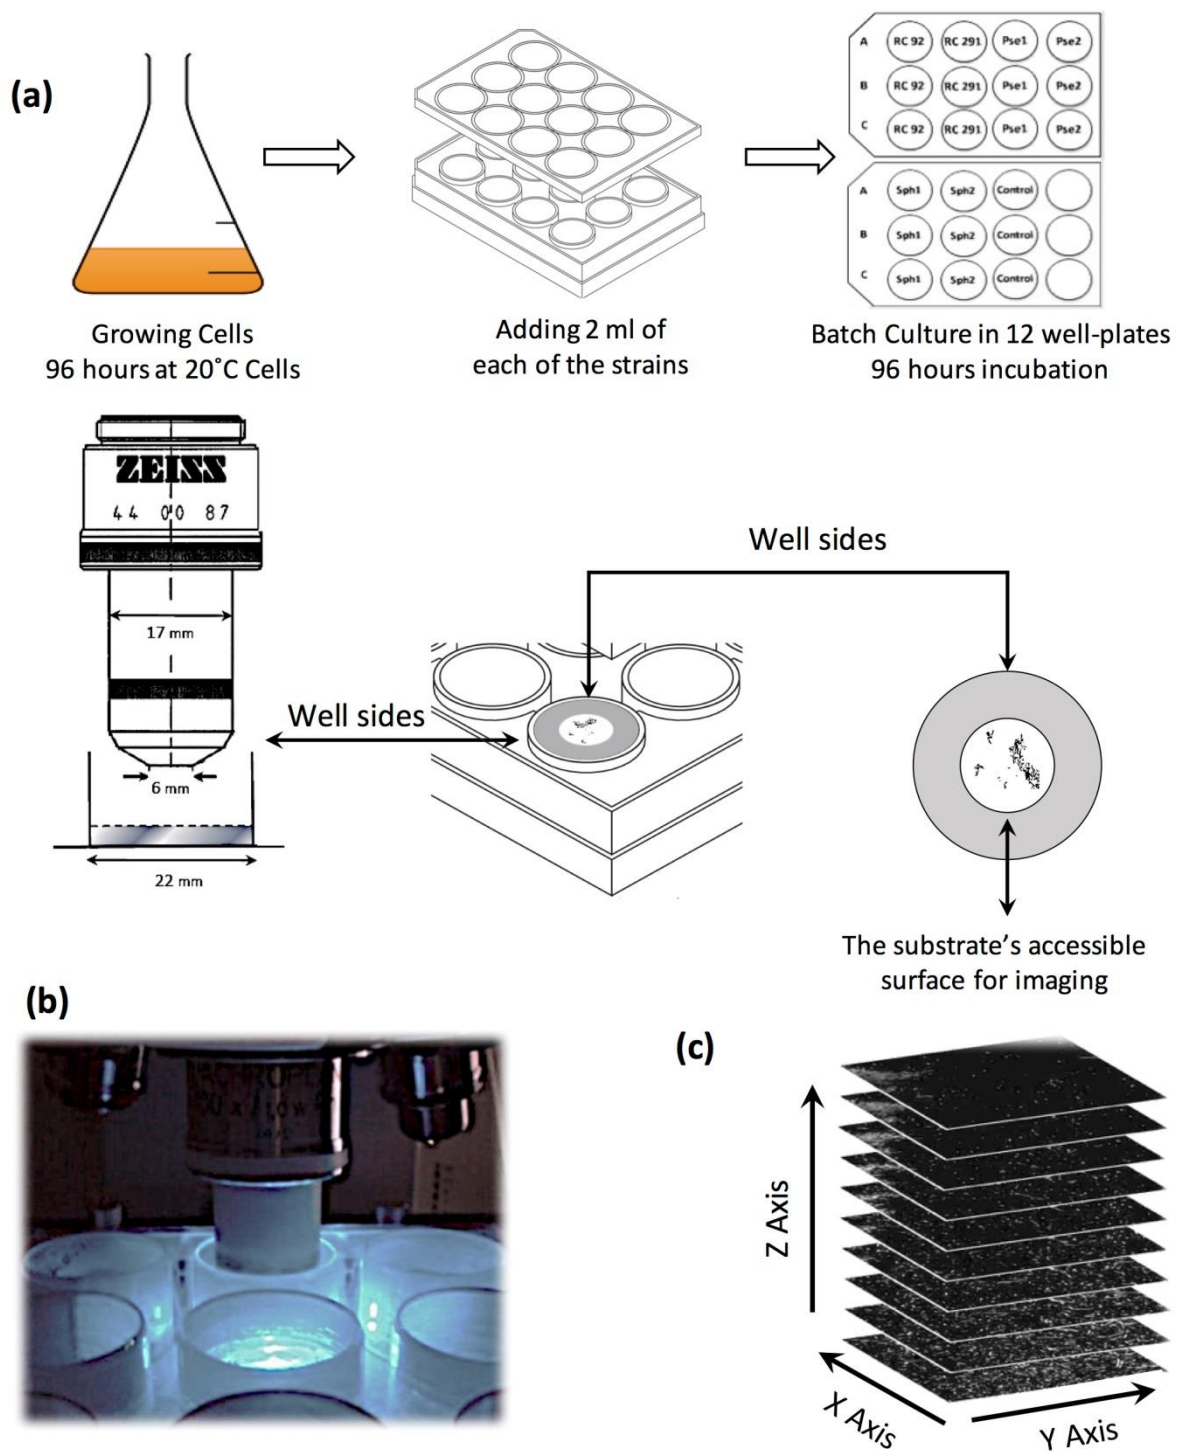 (a)
Growing Cells
96 hours at 20˚C Cells
Adding 2 ml of
each of the strains
A RC 92 RC 291 Pse1 Pse2
B RC 92 RC 291 Pse1 Pse2
C RC 92 RC 291 Pse1 Pse2
A Sph1 Sph2 Control
B Sph1 Sph2 Control
C Sph1 Sph2 Control
Batch Culture in 12 well-plates
96 hours incubation
ZEISS
44 00 87
17 mm
6 mm
22 mm
Well sides
Well sides
The substrate’s accessible
surface for imaging
(b)
(c)
Z Axis
X Axis
Y Axis